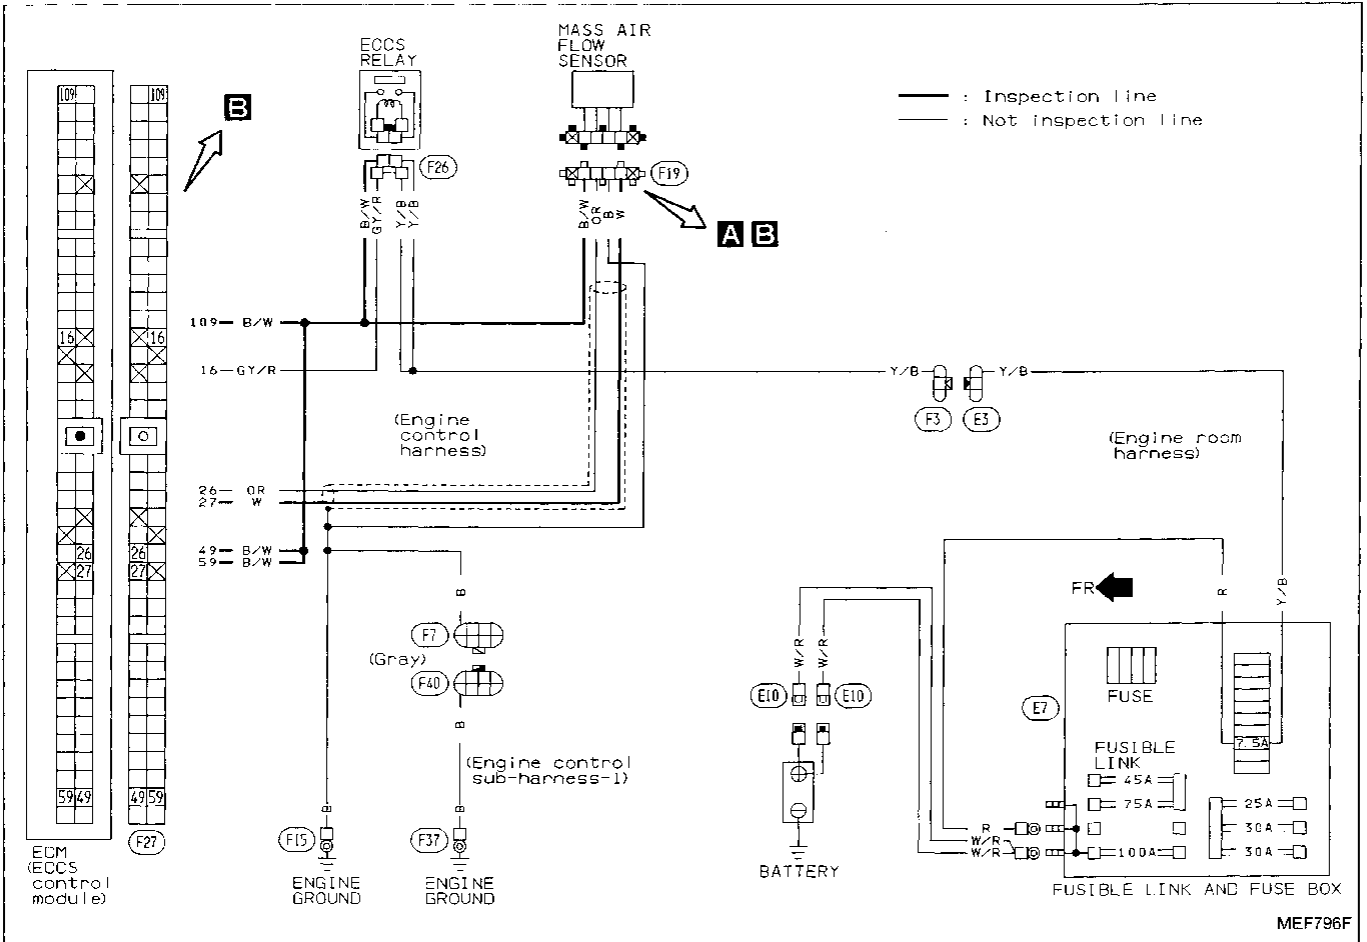 MASS AIR
FLOW
SENSOR
ECCS
RELAY
: Inspection line
: Not inspection line
109
109
B
F26
F19
B/W
GY/R
Y/B
Y/B
B/W
OR
B
W
A B
109 B/W
16
16
16 GY/R
Y/B
Y/B
F3
E3
(Engine
control
harness)
(Engine room
harness)
26 OR
27 W
26
26
27
27
49 B/W
59 B/W
FR
R
Y/B
B
F7
(Gray)
F40
B
W/R
W/R
E10
E10
E7
FUSE
7.5A
FUSIBLE
LINK
45A
75A
100A
25A
30A
30A
(Engine control
sub-harness-1)
59 49
49 59
F27
B
B
F15
F37
R
W/R
W/R
ECM
(ECCS
control
module)
ENGINE
GROUND
ENGINE
GROUND
BATTERY
FUSIBLE LINK AND FUSE BOX
MEF796F